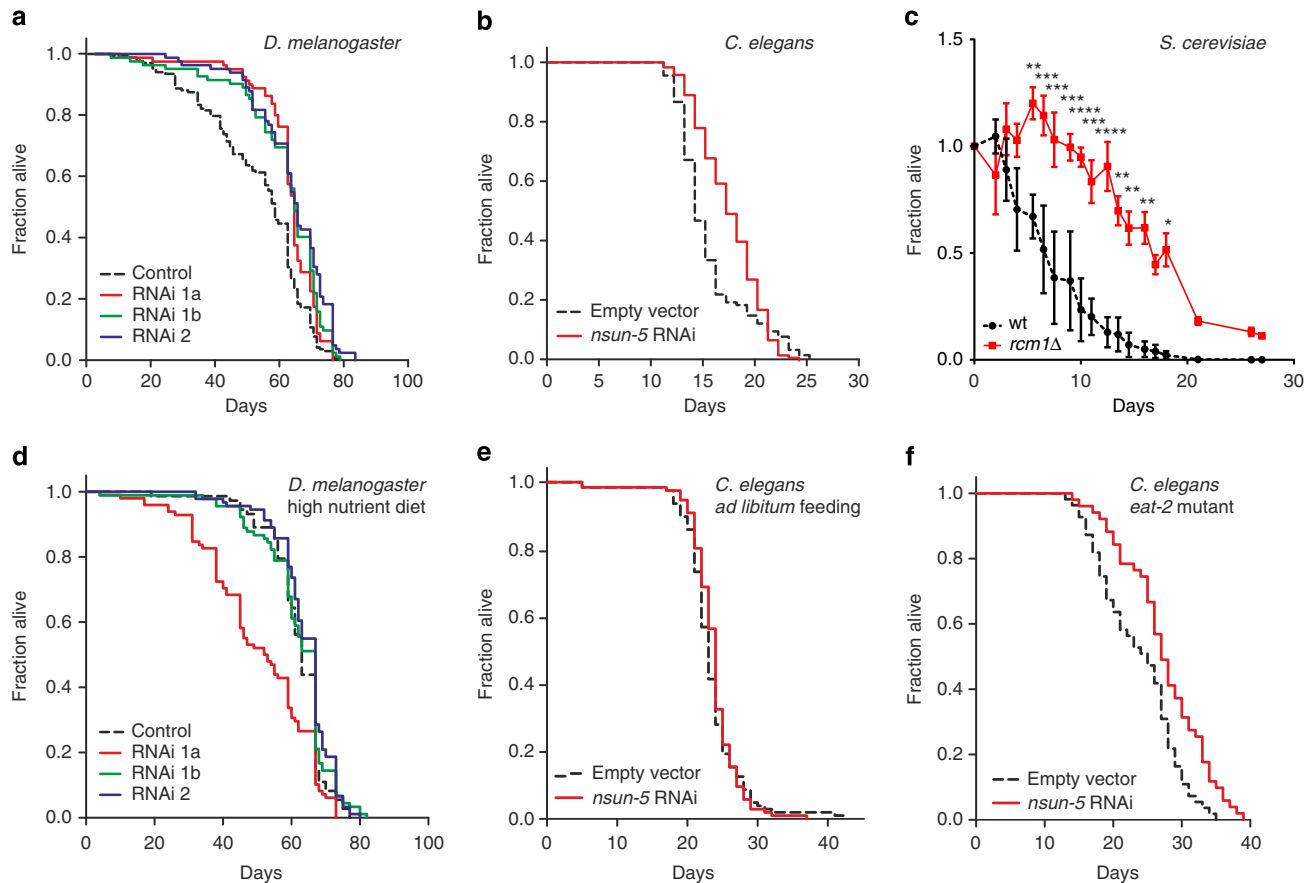 a
D. melanogaster
1.0
0.8
0.6
0.4
0.2
0.0
Fraction alive
Control
RNAi 1a
RNAi 1b
RNAi 2
0 20 40 60 80 100
Days
b
C. elegans
1.0
0.8
0.6
0.4
0.2
0.0
Fraction alive
Empty vector
nsun-5 RNAi
0 5 10 15 20 25 30
Days
c
S. cerevisiae
1.5
1.0
0.5
0.0
Fraction alive
**
***
***
***
****
***
****
**
**
**
*
wt
rcm1Δ
0 10 20 30
Days
d
D. melanogaster
high nutrient diet
1.0
0.8
0.6
0.4
0.2
0.0
Fraction alive
Control
RNAi 1a
RNAi 1b
RNAi 2
0 20 40 60 80 100
Days
e
C. elegans
ad libitum feeding
1.0
0.8
0.6
0.4
0.2
0.0
Fraction alive
Empty vector
nsun-5 RNAi
0 10 20 30 40
Days
f
C. elegans
eat-2 mutant
1.0
0.8
0.6
0.4
0.2
0.0
Fraction alive
Empty vector
nsun-5 RNAi
0 10 20 30 40
Days